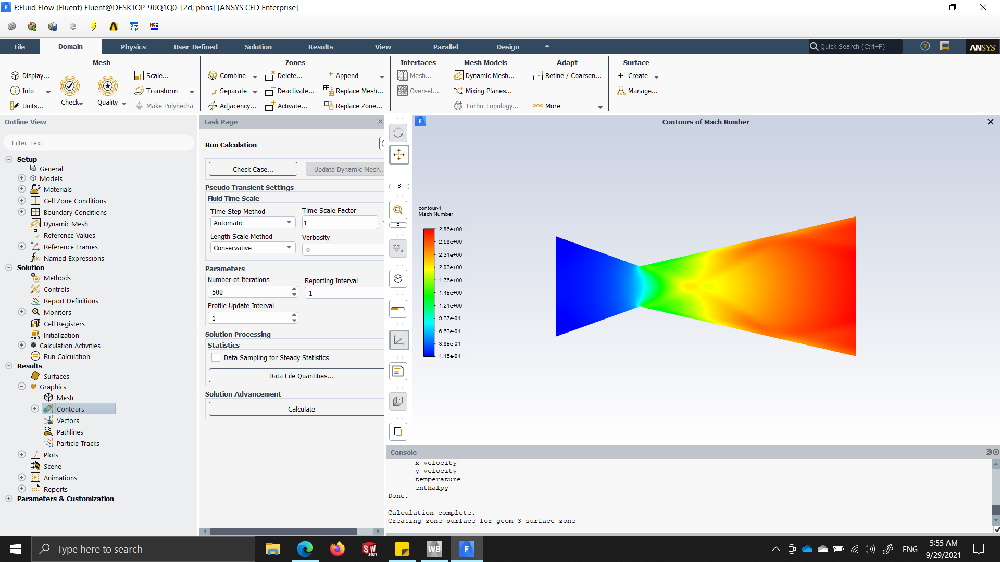 F:Fluid Flow (Fluent) Fluent@DESKTOP-9IJQ1Q0 [2d, pbns] [ANSYS CFD Enterprise]
File
Domain
Physics
User-Defined
Solution
Results
View
Parallel
Design
Quick Search (Ctrl+F)
ANSYS
Mesh
Display...
Info
Units...
Check
Quality
Scale...
Transform
Make Polyhedra
Zones
Combine
Separate
Adjacency...
Delete...
Deactivate...
Activate...
Append
Replace Mesh...
Replace Zone...
Interfaces
Mesh...
Overset...
Mesh Models
Dynamic Mesh...
Mixing Planes...
Turbo Topology...
Adapt
Refine / Coarsen...
More
Surface
Create
Manage...
Outline View
Filter Text
Setup
General
Models
Materials
Cell Zone Conditions
Boundary Conditions
Dynamic Mesh
Reference Values
Reference Frames
Named Expressions
Solution
Methods
Controls
Report Definitions
Monitors
Cell Registers
Initialization
Calculation Activities
Run Calculation
Results
Surfaces
Graphics
Mesh
Contours
Vectors
Pathlines
Particle Tracks
Plots
Scene
Animations
Reports
Parameters & Customization
Task Page
Run Calculation
Check Case...
Update Dynamic Mesh..
Pseudo Transient Settings
Fluid Time Scale
Time Step Method
Time Scale Factor
Automatic
1
Length Scale Method
Verbosity
Conservative
0
Parameters
Number of Iterations
Reporting Interval
500
1
Profile Update Interval
1
Solution Processing
Statistics
Data Sampling for Steady Statistics
Data File Quantities...
Solution Advancement
Calculate
Contours of Mach Number
contour-1
Mach Number
2.86e+00
2.58e+00
2.31e+00
2.03e+00
1.76e+00
1.49e+00
1.21e+00
9.37e-01
6.63e-01
3.89e-01
1.15e-01
Console
x-velocity
y-velocity
temperature
enthalpy
Done.
Calculation complete.
Creating zone surface for geom-3_surface zone
Type here to search
SW
2021
WB
F
ENG
5:55 AM
9/29/2021